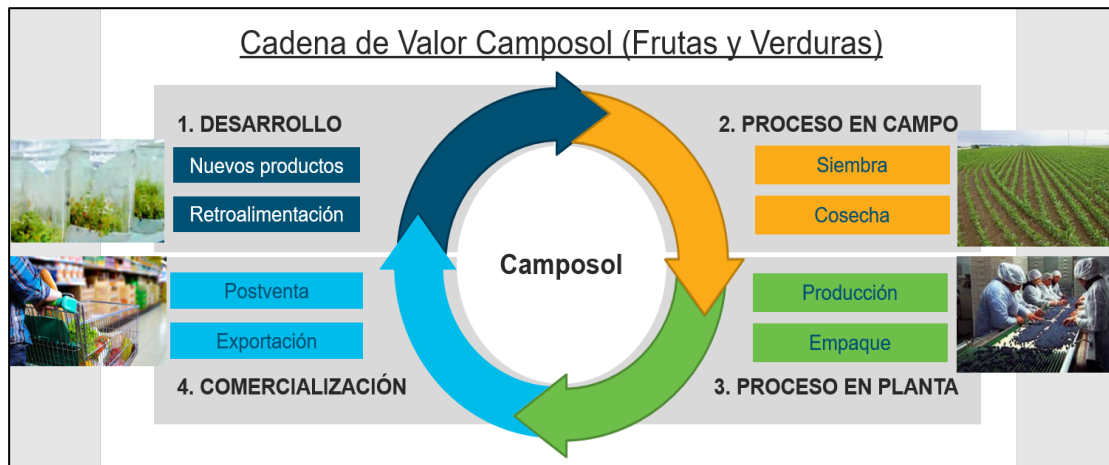 Cadena de Valor Camposol (Frutas y Verduras)
1. DESARROLLO
Nuevos productos
Retroalimentación
2. PROCESO EN CAMPO
Siembra
Cosecha
Camposol
Postventa
Exportación
4. COMERCIALIZACIÓN
Producción
Empaque
3. PROCESO EN PLANTA